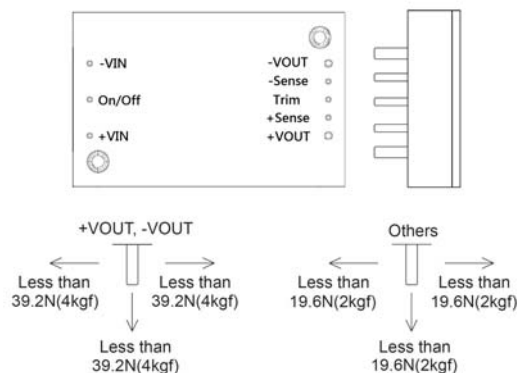 -VIN
On/Off
+VIN
-VOUT
-Sense
Trim
+Sense
+VOUT
+VOUT, -VOUT
Less than
39.2N(4kgf)
Less than
39.2N(4kgf)
Less than
39.2N(4kgf)
Others
Less than
19.6N(2kgf)
Less than
19.6N(2kgf)
Less than
19.6N(2kgf)